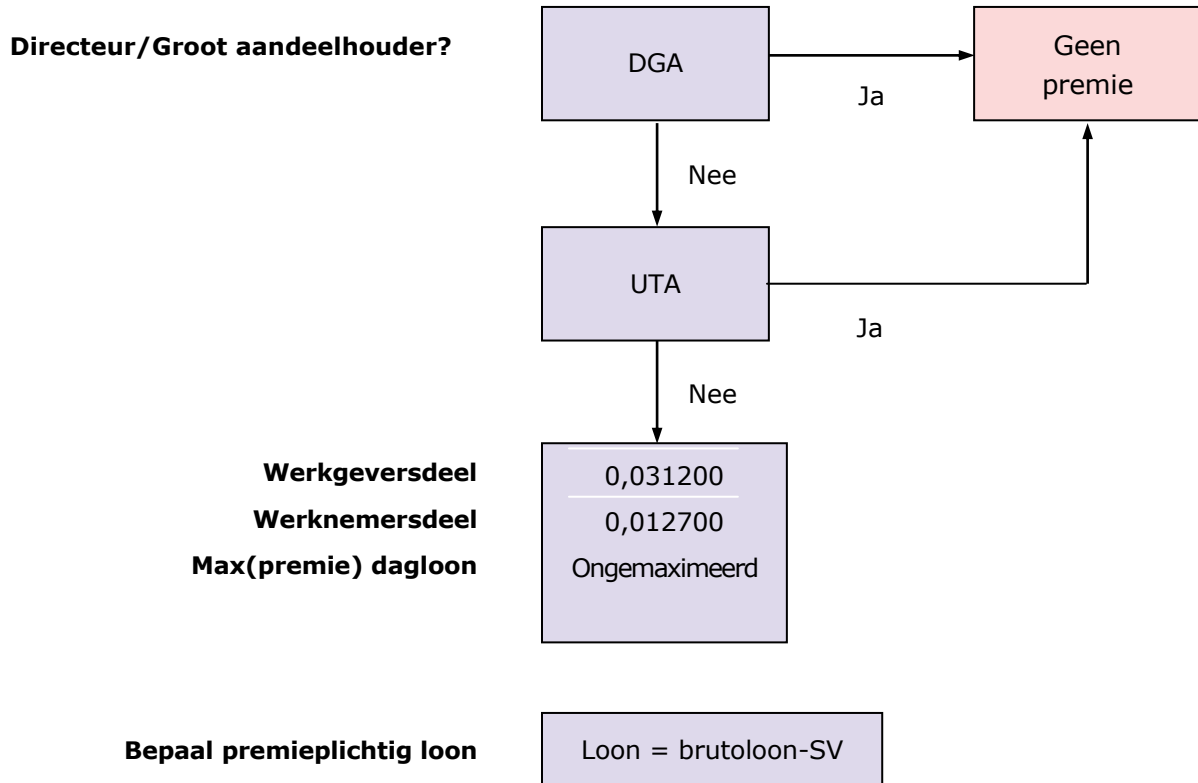 Directeur/Groot aandeelhouder?
DGA
Geen
premie
Ja
Nee
UTA
Ja
Nee
Werkgeversdeel 0,031200
Werknemersdeel 0,012700
Max(premie) dagloon Ongemaximeerd
Bepaal premieplichtig loon Loon = brutoloon-SV